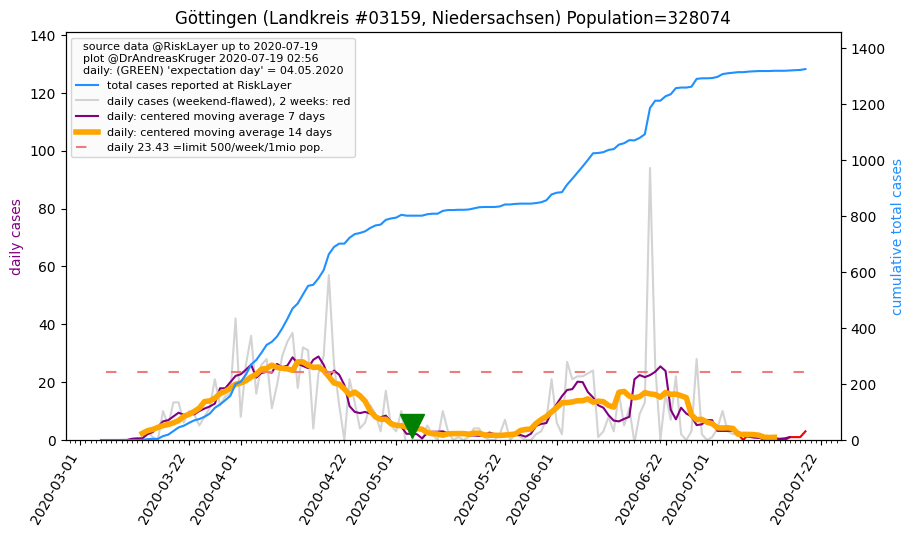 Göttingen (Landkreis #03159, Niedersachsen) Population=328074
source data @RiskLayer up to 2020-07-19
plot @DrAndreasKruger 2020-07-19 02:56
daily: (GREEN) 'expectation day' = 04.05.2020
total cases reported at RiskLayer
daily cases (weekend-flawed), 2 weeks: red
daily: centered moving average 7 days
daily: centered moving average 14 days
daily 23.43 =limit 500/week/1mio pop.
daily cases
140
120
100
80
60
40
20
0
1400
1200
1000
800
600
400
200
0
cumulative total cases
2020-03-01
2020-03-22
2020-04-01
2020-04-22
2020-05-01
2020-05-22
2020-06-01
2020-06-22
2020-07-01
2020-07-22